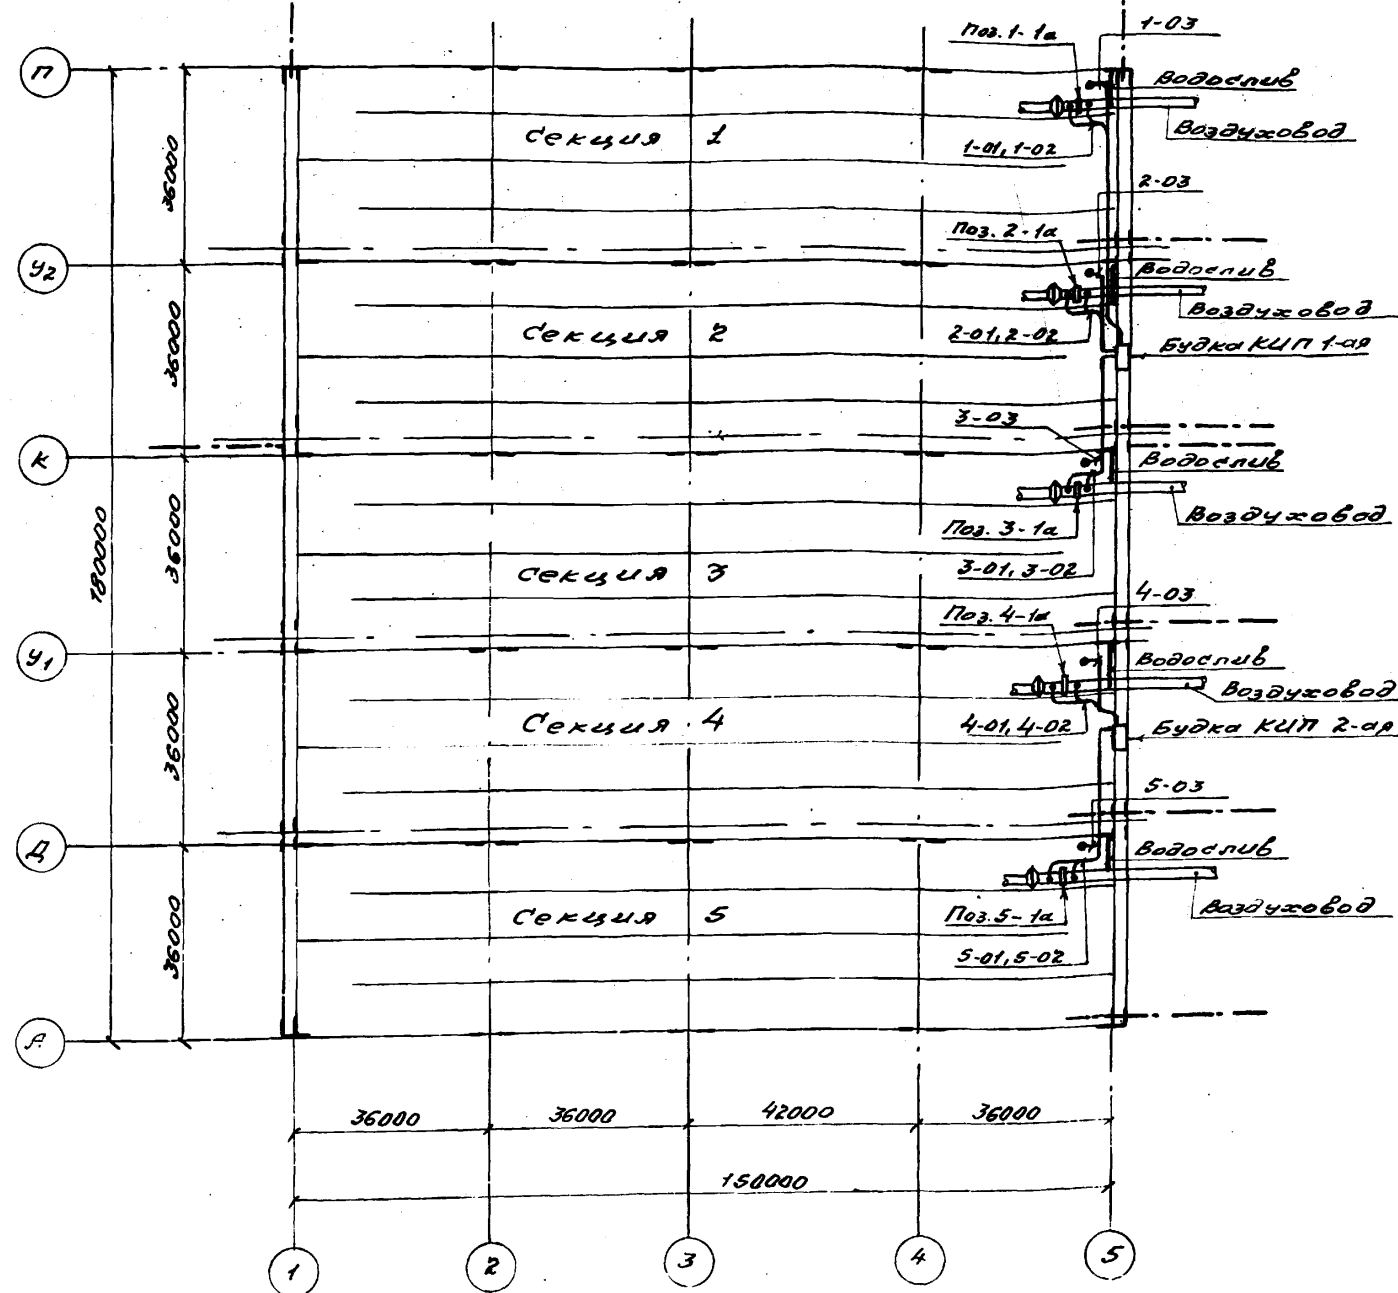 Поз. 1-1а
1-03
П
Водослив
Воздуховод
Секция 1
1-01, 1-02
36000
2-03
Поз. 2-1а
У2
Водослив
Воздуховод
Секция 2
2-01, 2-02
Будка КИП 1-ая
36000
3-03
К
Водослив
Воздуховод
Поз. 3-1а
36000
180000
Секция 3
3-01, 3-02
4-03
Поз. 4-1а
У1
Водослив
Воздуховод
Секция 4
4-01, 4-02
Будка КИП 2-ая
36000
5-03
Д
Водослив
Секция 5
Поз. 5-1а
Воздуховод
36000
5-01, 5-02
А
36000 36000 42000 36000
150000
1 2 3 4 5